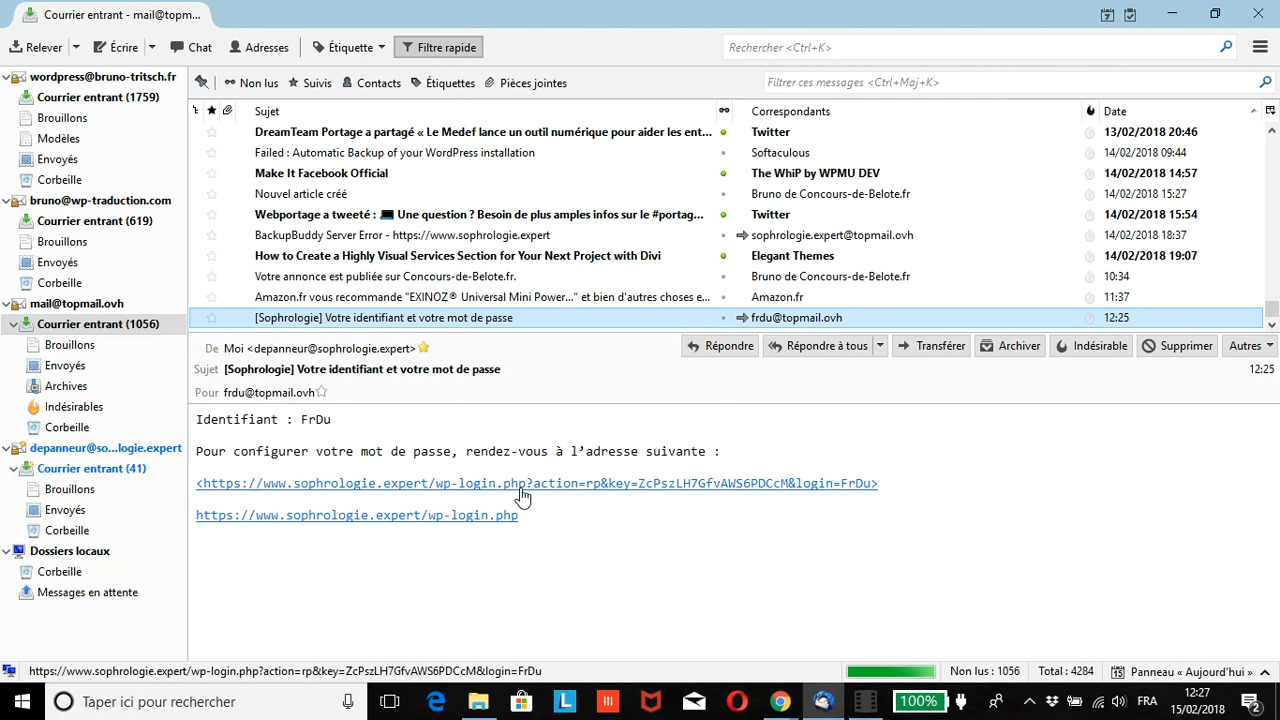 Courrier entrant - mail@topm...
Relever Écrire Chat Adresses Étiquette Filtre rapide Rechercher <Ctrl+K>
wordpress@bruno-tritsch.fr
Courrier entrant (1759)
Brouillons
Modèles
Envoyés
Corbeille
bruno@wp-traduction.com
Courrier entrant (619)
Brouillons
Envoyés
Corbeille
mail@topmail.ovh
Courrier entrant (1056)
Brouillons
Envoyés
Archives
Indésirables
Corbeille
depanneur@so...logie.expert
Courrier entrant (41)
Brouillons
Envoyés
Corbeille
Dossiers locaux
Corbeille
Messages en attente
Non lus Suivis Contacts Étiquettes Pièces jointes Filtrer ces messages <Ctrl+Maj+K>
Sujet Correspondants Date
DreamTeam Portage a partagé « Le Medef lance un outil numérique pour aider les ent... Twitter 13/02/2018 20:46
Failed : Automatic Backup of your WordPress installation Softaculous 14/02/2018 09:44
Make It Facebook Official The WhiP by WPMU DEV 14/02/2018 14:57
Nouvel article créé Bruno de Concours-de-Belote.fr 14/02/2018 15:27
Webportage a tweeté : 💻 Une question ? Besoin de plus amples infos sur le #portag... Twitter 14/02/2018 15:54
BackupBuddy Server Error - https://www.sophrologie.expert sophrologie.expert@topmail.ovh 14/02/2018 18:37
How to Create a Highly Visual Services Section for Your Next Project with Divi Elegant Themes 14/02/2018 19:07
Votre annonce est publiée sur Concours-de-Belote.fr. Bruno de Concours-de-Belote.fr 10:34
Amazon.fr vous recommande "EXINOZ® Universal Mini Power..." et bien d'autres choses e... Amazon.fr 11:37
[Sophrologie] Votre identifiant et votre mot de passe frdu@topmail.ovh 12:25
De Moi <depanneur@sophrologie.expert> Répondre Répondre à tous Transférer Archiver Indésirable Supprimer Autres
Sujet [Sophrologie] Votre identifiant et votre mot de passe 12:25
Pour frdu@topmail.ovh
Identifiant : FrDu
Pour configurer votre mot de passe, rendez-vous à l’adresse suivante :
<https://www.sophrologie.expert/wp-login.php?action=rp&key=ZcPszLH7GfvAWS6PDCcM&login=FrDu>
https://www.sophrologie.expert/wp-login.php
https://www.sophrologie.expert/wp-login.php?action=rp&key=ZcPszLH7GfvAWS6PDCcM&login=FrDu Non lus : 1056 Total : 4284 Panneau « Aujourd'hui »
Taper ici pour rechercher 100% FRA 12:27
15/02/2018